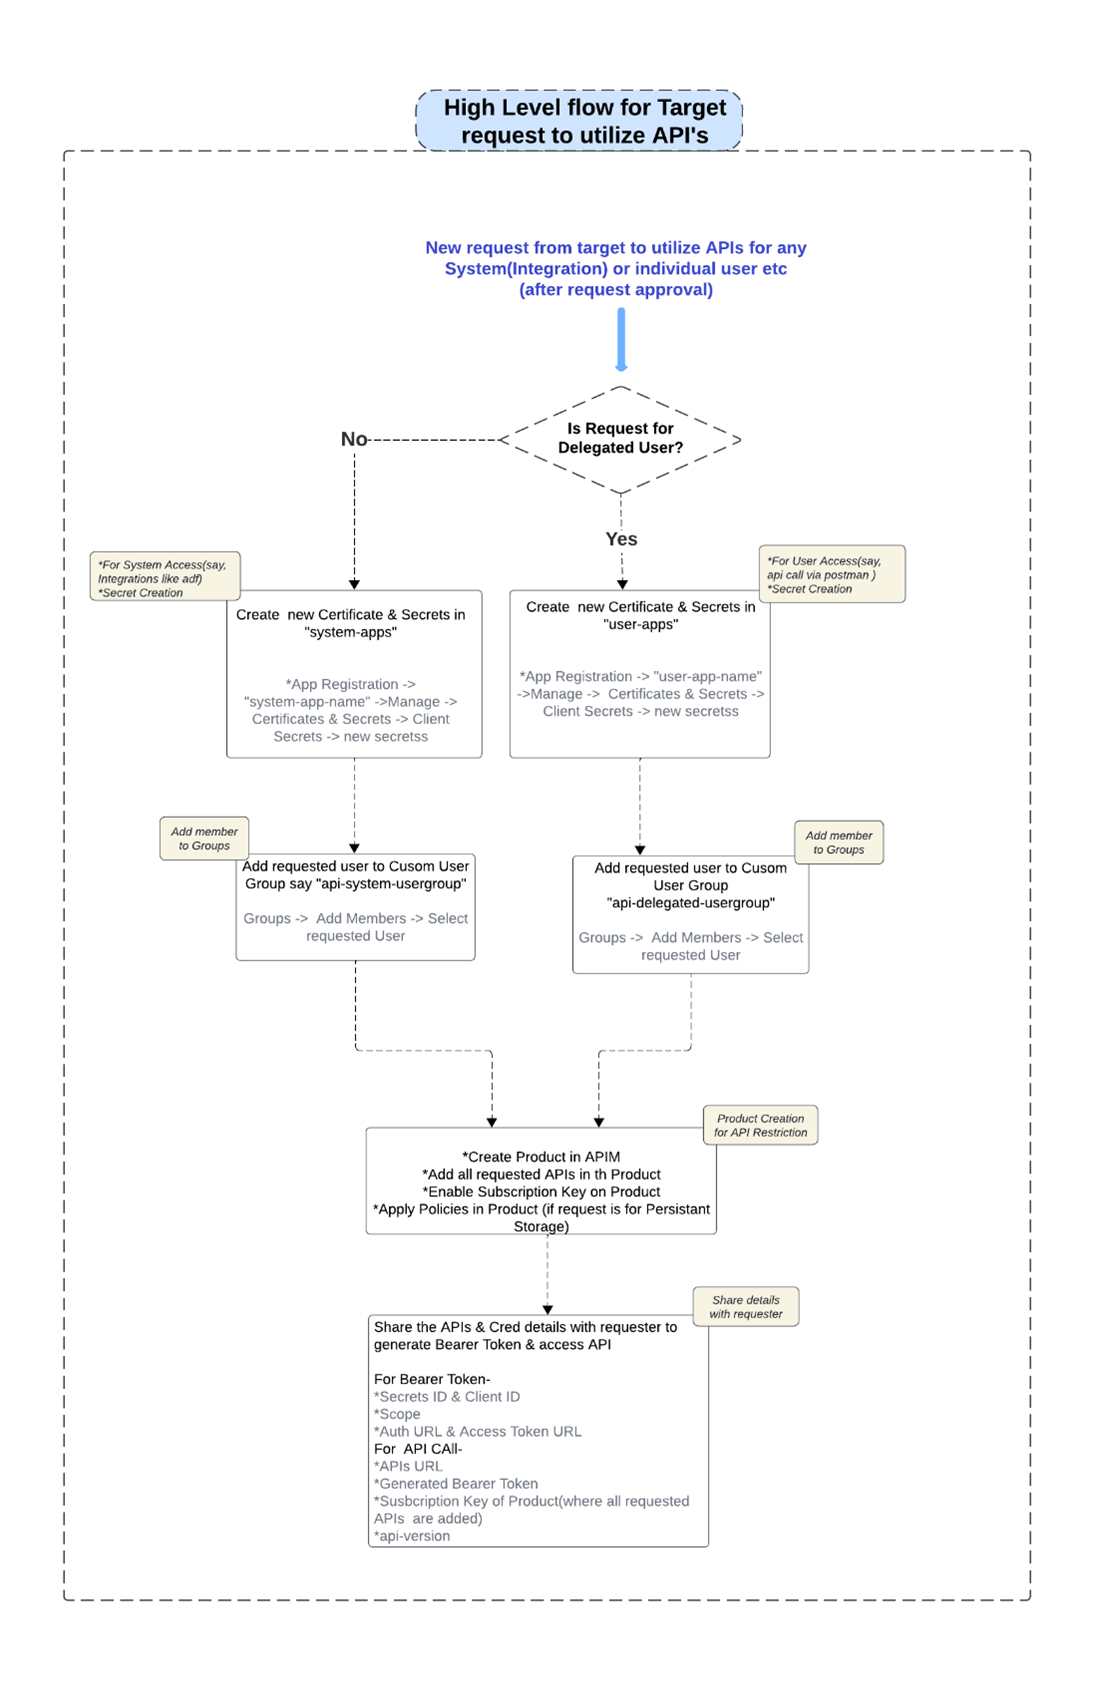 High Level flow for Target
request to utilize API's
New request from target to utilize APIs for any
System(Integration) or individual user etc
(after request approval)
Is Request for
Delegated User?
No
Yes
*For System Access(say,
Integrations like adf)
*Secret Creation
*For User Access(say,
api call via postman )
*Secret Creation
Create  new Certificate & Secrets in
"system-apps"
*App Registration ->
"system-app-name" ->Manage ->
Certificates & Secrets -> Client
Secrets -> new secretss
Create  new Certificate & Secrets in
"user-apps"
*App Registration -> "user-app-name"
->Manage ->  Certificates & Secrets ->
Client Secrets -> new secretss
Add member
to Groups
Add requested user to Cusom User
Group say "api-system-usergroup"
Groups ->  Add Members -> Select
requested User
Add member
to Groups
Add requested user to Cusom
User Group
"api-delegated-usergroup"
Groups ->  Add Members -> Select
requested User
Product Creation
for API Restriction
*Create Product in APIM
*Add all requested APIs in th Product
*Enable Subscription Key on Product
*Apply Policies in Product (if request is for Persistant
Storage)
Share details
with requester
Share the APIs & Cred details with requester to
generate Bearer Token & access API
For Bearer Token-
*Secrets ID & Client ID
*Scope
*Auth URL & Access Token URL
For  API CAll-
*APIs URL
*Generated Bearer Token
*Susbcription Key of Product(where all requested
APIs  are added)
*api-version